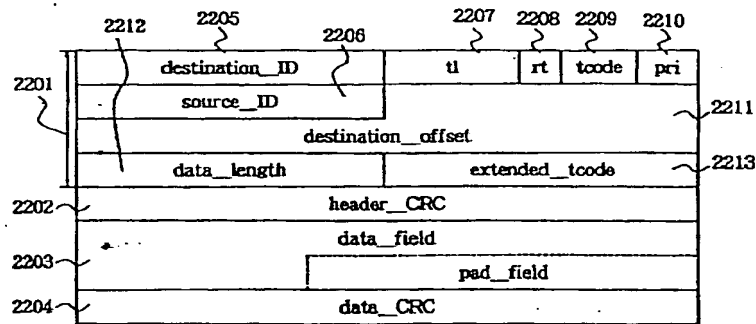 2212 2205 2206 2207 2208 2209 2210
destination_ID tl rt tcode pri
2201 source_ID 2211
destination_offset
data_length extended_tcode 2213
2202 header_CRC
data_field
2203 pad_field
2204 data_CRC